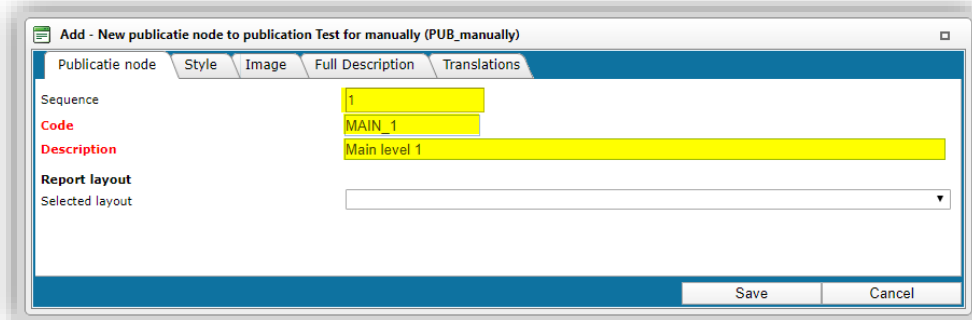 Add - New publicatie node to publication Test for manually (PUB_manually)
Publicatie node Style Image Full Description Translations
Sequence 1
Code MAIN_1
Description Main level 1
Report layout
Selected layout
Save Cancel